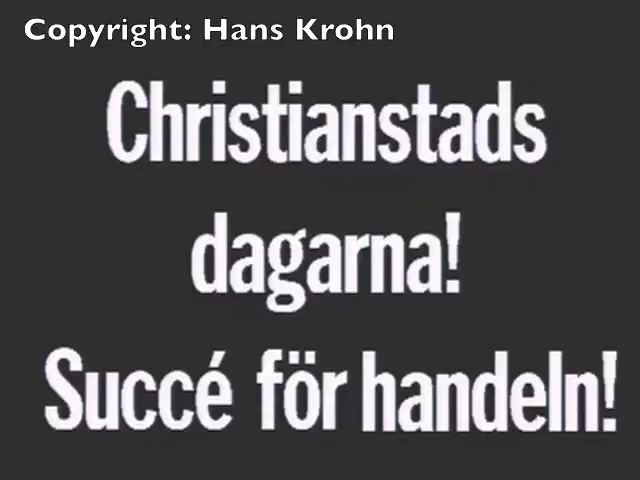 Copyright: Hans Krohn
Christianstads
dagarna!
Succé för handeln!